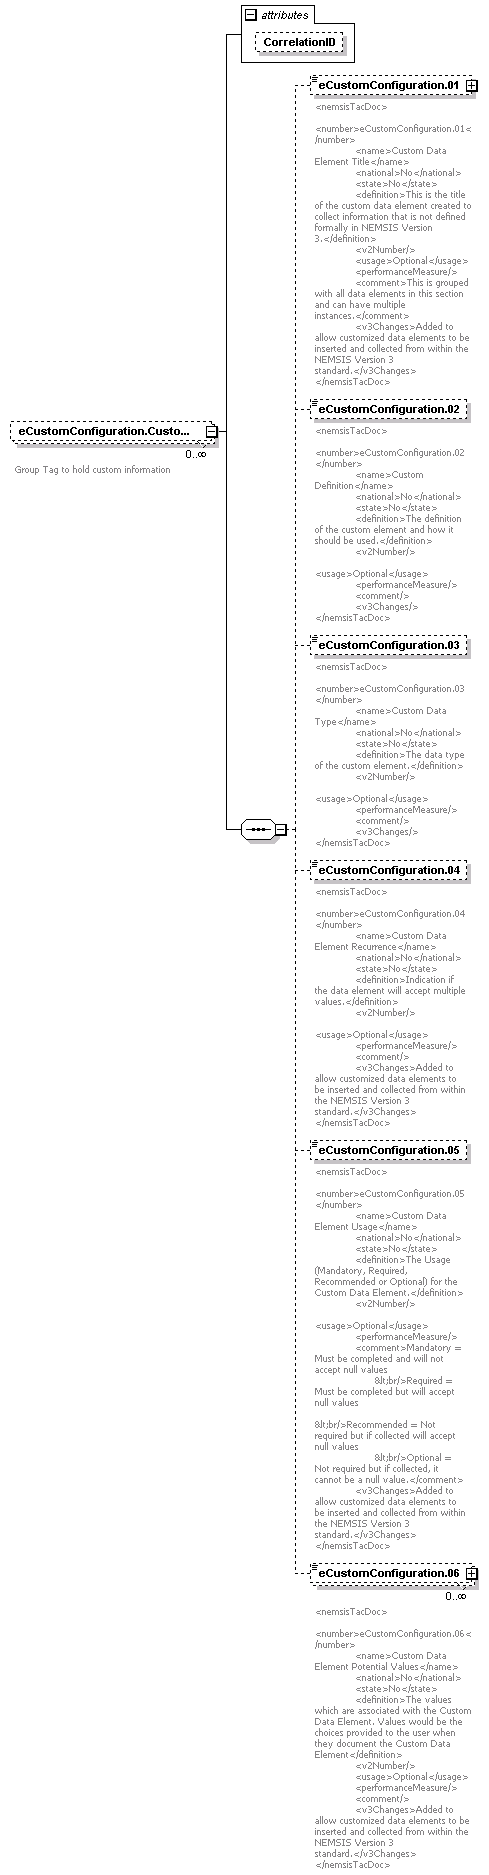 attributes
CorrelationID
eCustomConfiguration.Custo...
0..∞
Group Tag to hold custom information
eCustomConfiguration.01
<nemsisTacDoc>
<number>eCustomConfiguration.01<
/number>
<name>Custom Data
Element Title</name>
<national>No</national>
<state>No</state>
<definition>This is the title
of the custom data element created to
collect information that is not defined
formally in NEMSIS Version
3.</definition>
<v2Number/>
<usage>Optional</usage>
<performanceMeasure/>
<comment>This is grouped
with all data elements in this section
and can have multiple
instances.</comment>
<v3Changes>Added to
allow customized data elements to be
inserted and collected from within the
NEMSIS Version 3
standard.</v3Changes>
</nemsisTacDoc>
eCustomConfiguration.02
<nemsisTacDoc>
<number>eCustomConfiguration.02
</number>
<name>Custom
Definition</name>
<national>No</national>
<state>No</state>
<definition>The definition
of the custom element and how it
should be used.</definition>
<v2Number/>
<usage>Optional</usage>
<performanceMeasure/>
<comment/>
<v3Changes/>
</nemsisTacDoc>
eCustomConfiguration.03
<nemsisTacDoc>
<number>eCustomConfiguration.03
</number>
<name>Custom Data
Type</name>
<national>No</national>
<state>No</state>
<definition>The data type
of the custom element.</definition>
<v2Number/>
<usage>Optional</usage>
<performanceMeasure/>
<comment/>
<v3Changes/>
</nemsisTacDoc>
eCustomConfiguration.04
<nemsisTacDoc>
<number>eCustomConfiguration.04
</number>
<name>Custom Data
Element Recurrence</name>
<national>No</national>
<state>No</state>
<definition>Indication if
the data element will accept multiple
values.</definition>
<v2Number/>
<usage>Optional</usage>
<performanceMeasure/>
<comment/>
<v3Changes>Added to
allow customized data elements to
be inserted and collected from within
the NEMSIS Version 3
standard.</v3Changes>
</nemsisTacDoc>
eCustomConfiguration.05
<nemsisTacDoc>
<number>eCustomConfiguration.05
</number>
<name>Custom Data
Element Usage</name>
<national>No</national>
<state>No</state>
<definition>The Usage
(Mandatory, Required,
Recommended or Optional) for the
Custom Data Element.</definition>
<v2Number/>
<usage>Optional</usage>
<performanceMeasure/>
<comment>Mandatory =
Must be completed and will not
accept null values
&lt;br/>Required =
Must be completed but will accept
null values
&lt;br/>Recommended = Not
required but if collected will accept
null values
&lt;br/>Optional =
Not required but if collected, it
cannot be a null value.</comment>
<v3Changes>Added to
allow customized data elements to
be inserted and collected from within
the NEMSIS Version 3
standard.</v3Changes>
</nemsisTacDoc>
eCustomConfiguration.06
0..∞
<nemsisTacDoc>
<number>eCustomConfiguration.06<
/number>
<name>Custom Data
Element Potential Values</name>
<national>No</national>
<state>No</state>
<definition>The values
which are associated with the Custom
Data Element. Values would be the
choices provided to the user when
they document the Custom Data
Element</definition>
<v2Number/>
<usage>Optional</usage>
<performanceMeasure/>
<comment/>
<v3Changes>Added to
allow customized data elements to be
inserted and collected from within the
NEMSIS Version 3
standard.</v3Changes>
</nemsisTacDoc>